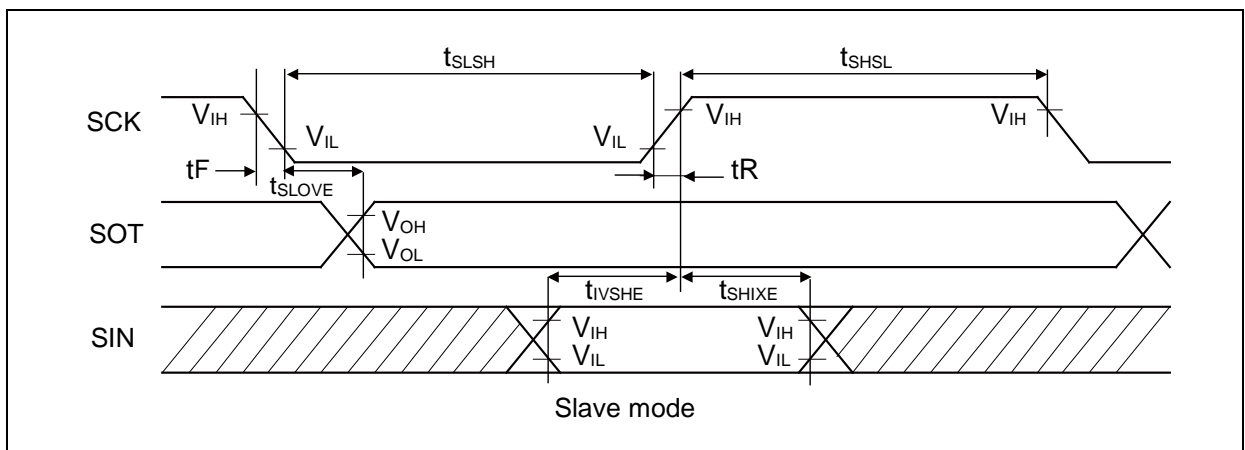 tSLSH tSHSL
SCK VIH VIL VIL VIH VIH
tF tSLOVE tR
SOT VOH
VOL
tIVSHE tSHIXE
SIN VIH VIH
VIL VIL
Slave mode